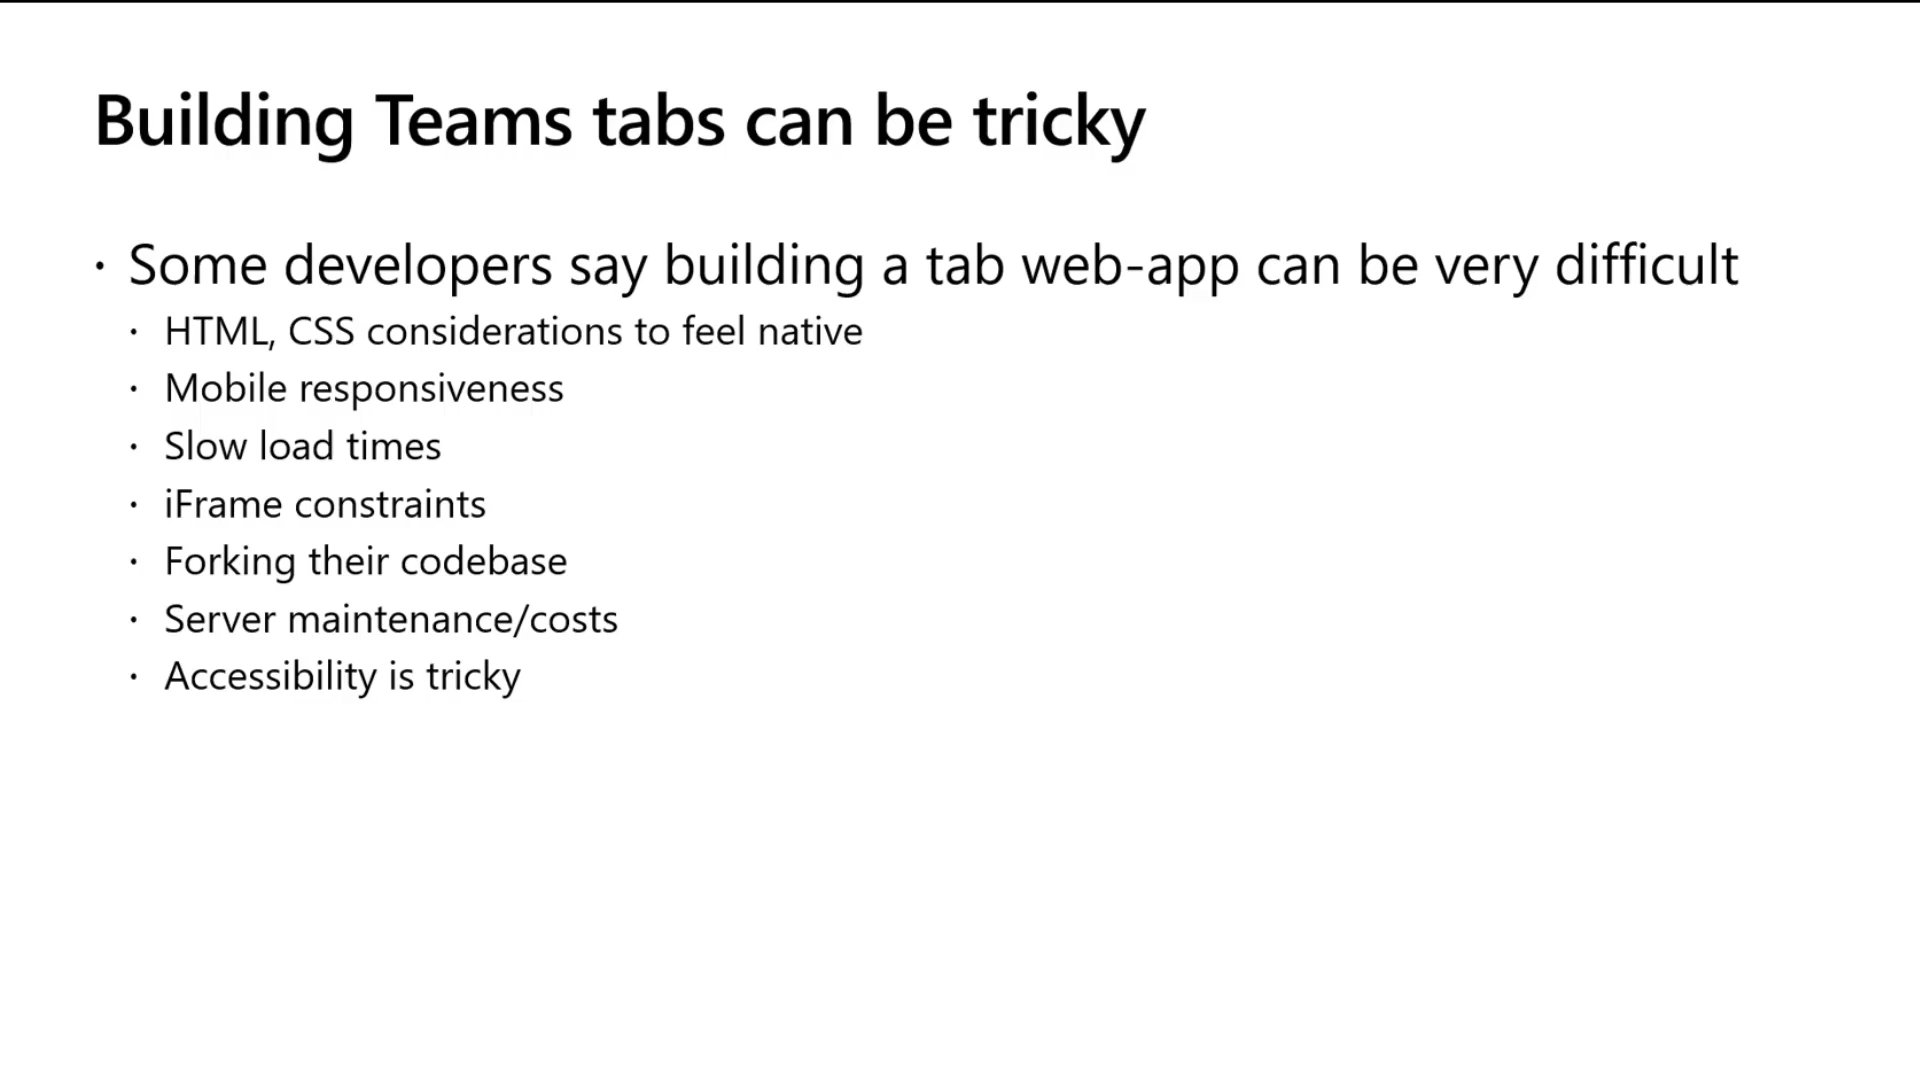 Building Teams tabs can be tricky
· Some developers say building a tab web-app can be very difficult
· HTML, CSS considerations to feel native
· Mobile responsiveness
· Slow load times
· iFrame constraints
· Forking their codebase
· Server maintenance/costs
· Accessibility is tricky